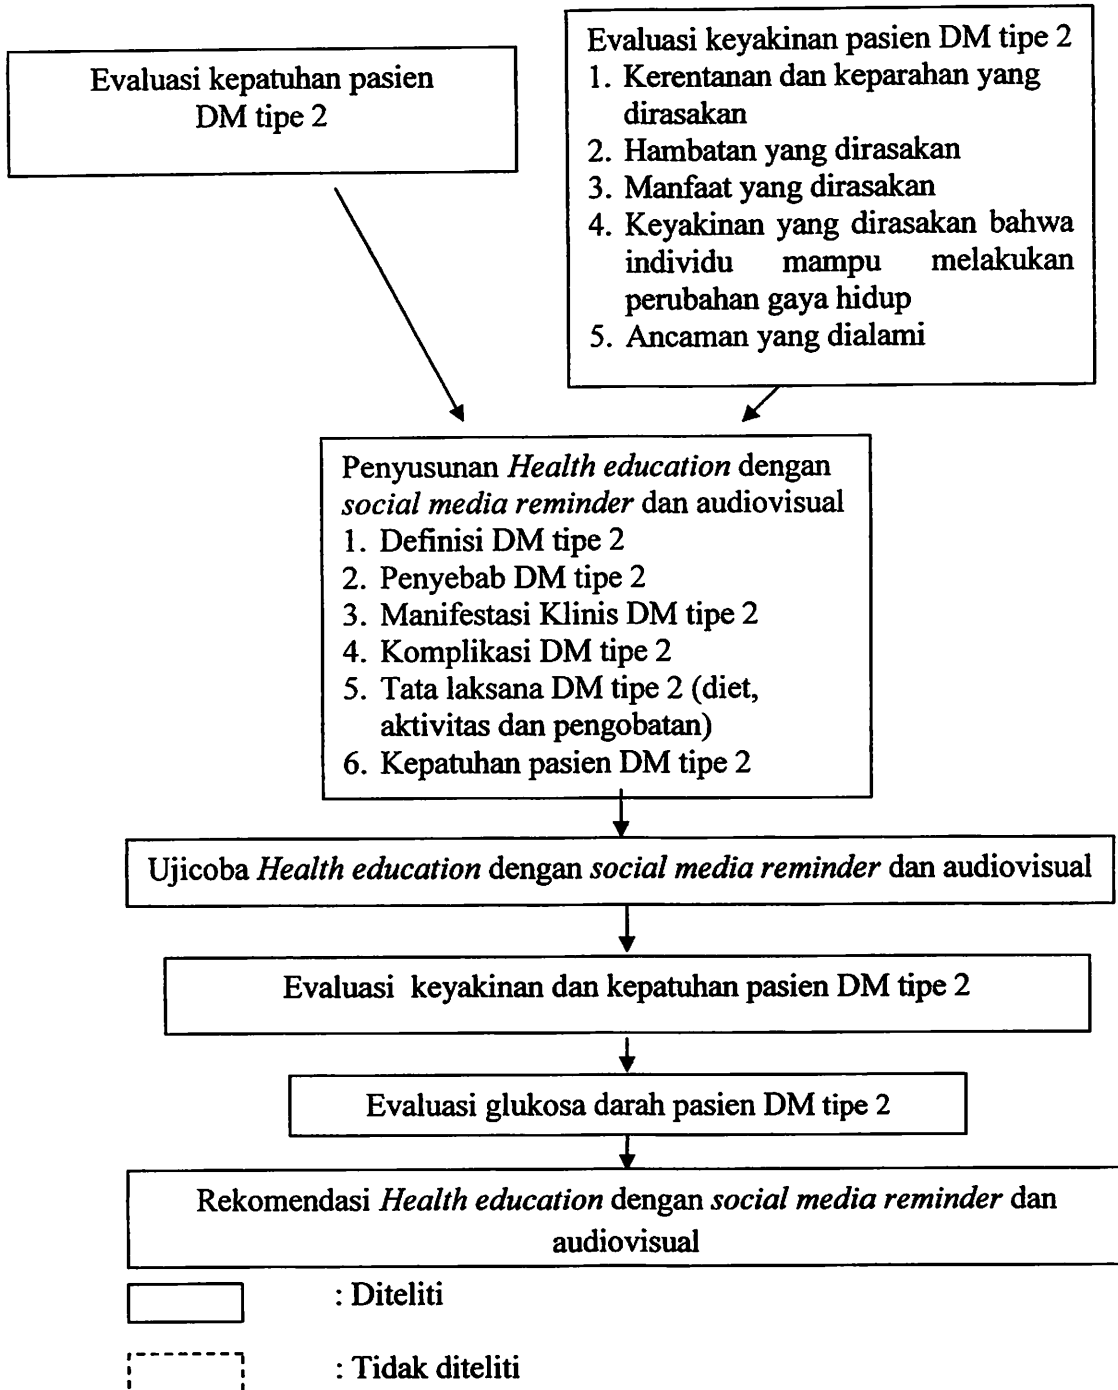 Evaluasi kepatuhan pasien
DM tipe 2
Evaluasi keyakinan pasien DM tipe 2
1. Kerentanan dan keparahan yang
dirasakan
2. Hambatan yang dirasakan
3. Manfaat yang dirasakan
4. Keyakinan yang dirasakan bahwa
individu mampu melakukan
perubahan gaya hidup
5. Ancaman yang dialami
Penyusunan Health education dengan
social media reminder dan audiovisual
1. Definisi DM tipe 2
2. Penyebab DM tipe 2
3. Manifestasi Klinis DM tipe 2
4. Komplikasi DM tipe 2
5. Tata laksana DM tipe 2 (diet,
aktivitas dan pengobatan)
6. Kepatuhan pasien DM tipe 2
Ujicoba Health education dengan social media reminder dan audiovisual
Evaluasi keyakinan dan kepatuhan pasien DM tipe 2
Evaluasi glukosa darah pasien DM tipe 2
Rekomendasi Health education dengan social media reminder dan
audiovisual
: Diteliti
: Tidak diteliti